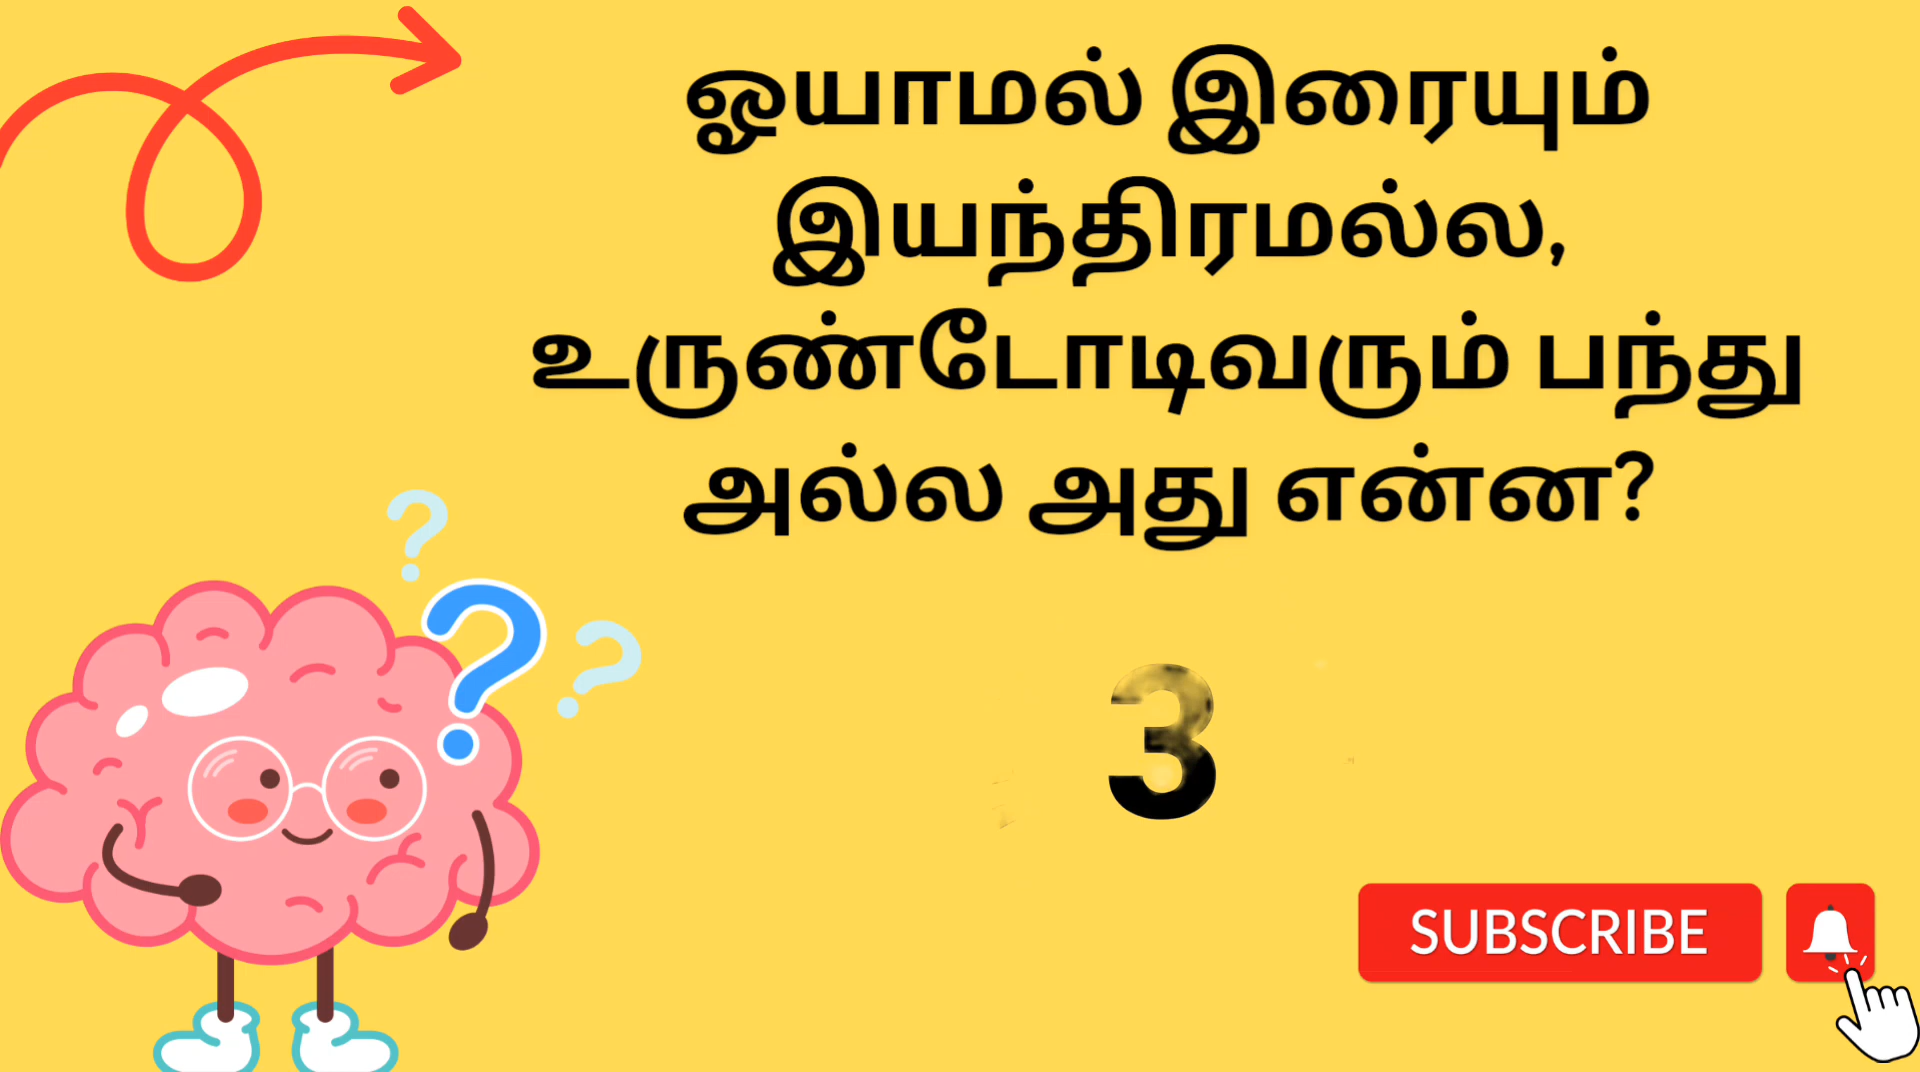 ஓயாமல் இரையும்
இயந்திரமல்ல,
உருண்டோடிவரும் பந்து
அல்ல அது என்ன?
3
SUBSCRIBE